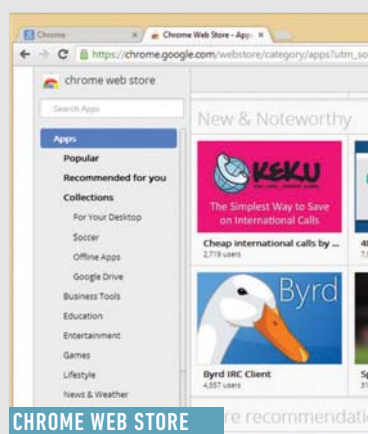 Chrome
Chrome Web Store - Apps
https://chrome.google.com/webstore/category/apps?utm_so
chrome web store
Search Apps
Apps
Popular
Recommended for you
Collections
For Your Desktop
Soccer
Offline Apps
Google Drive
Business Tools
Education
Entertainment
Games
Lifestyle
News & Weather
New & Noteworthy
KEKU
The Simplest Way to Save
on International Calls
Cheap international calls by ...
2,719 users
Byrd
Byrd IRC Client
4,557 users
re recommendati
CHROME WEB STORE